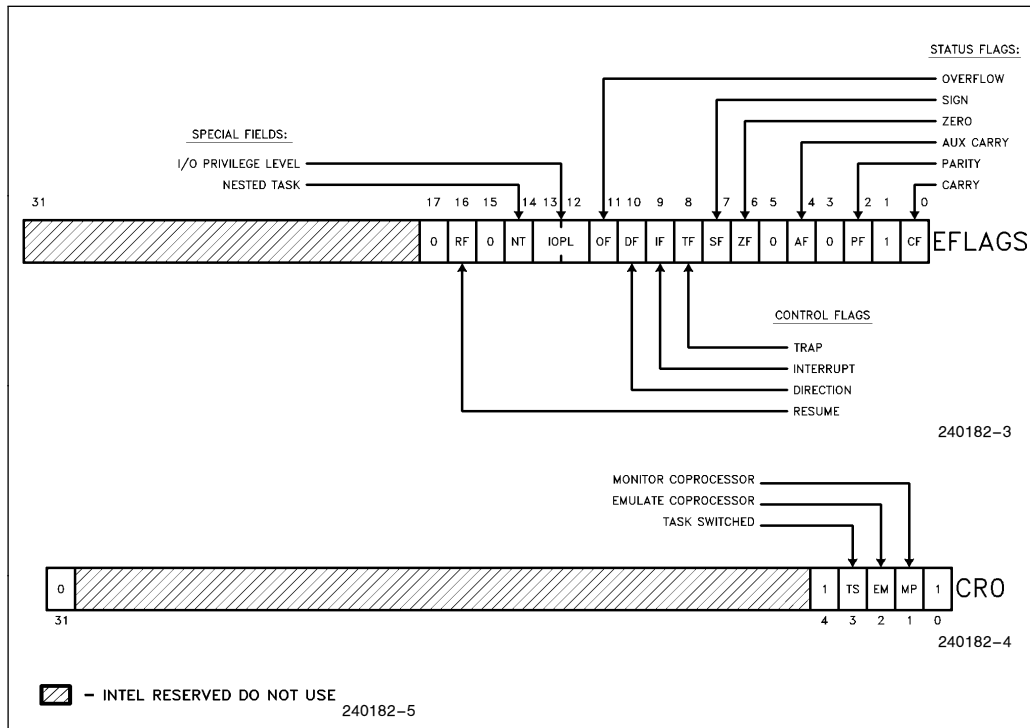 STATUS FLAGS:
OVERFLOW
SIGN
ZERO
AUX CARRY
PARITY
CARRY
SPECIAL FIELDS:
I/O PRIVILEGE LEVEL
NESTED TASK
31 17 16 15 14 13 12 11 10 9 8 7 6 5 4 3 2 1 0
0 RF 0 NT IOPL OF DF IF TF SF ZF 0 AF 0 PF 1 CF EFLAGS
CONTROL FLAGS
TRAP
INTERRUPT
DIRECTION
RESUME
240182-3
MONITOR COPROCESSOR
EMULATE COPROCESSOR
TASK SWITCHED
0 1 TS EM MP 1 CR0
31 4 3 2 1 0
240182-4
- INTEL RESERVED DO NOT USE
240182-5